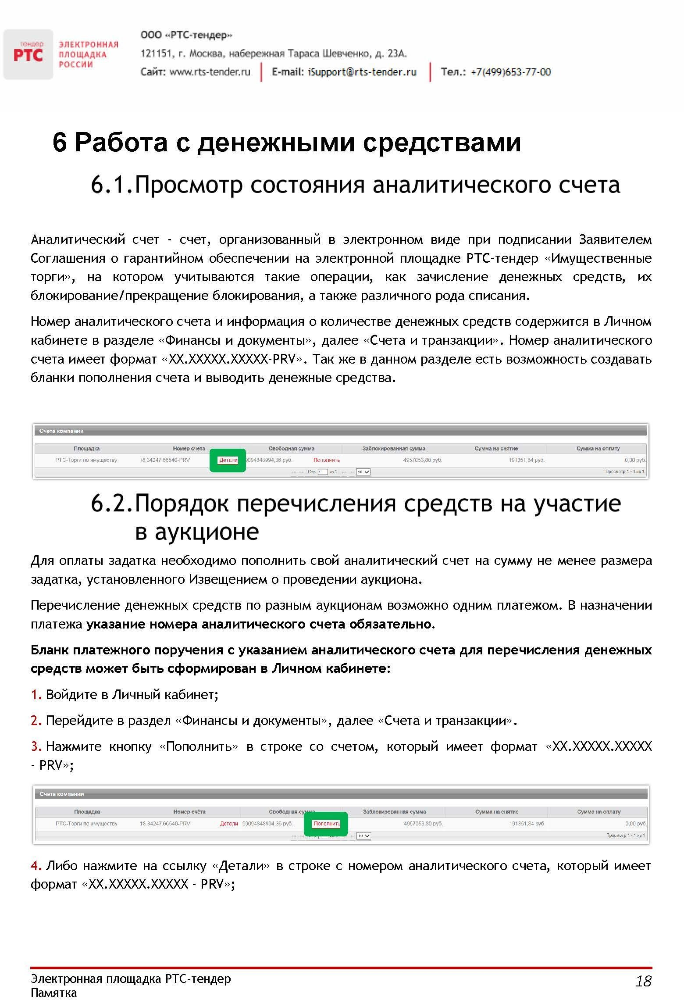 тендер
РТС
ЭЛЕКТРОННАЯ
ПЛОЩАДКА
РОССИИ
ООО «РТС-тендер»
121151, г. Москва, набережная Тараса Шевченко, д. 23А.
Сайт: www.rts-tender.ru E-mail: iSupport@rts-tender.ru Тел.: +7(499)653-77-00
6 Работа с денежными средствами
6.1. Просмотр состояния аналитического счета
Аналитический счет - счет, организованный в электронном виде при подписании Заявителем
Соглашения о гарантийном обеспечении на электронной площадке РТС-тендер «Имущественные
торги», на котором учитываются такие операции, как зачисление денежных средств, их
блокирование/прекращение блокирования, а также различного рода списания.
Номер аналитического счета и информация о количестве денежных средств содержится в Личном
кабинете в разделе «Финансы и документы», далее «Счета и транзакции». Номер аналитического
счета имеет формат «XX.XXXXX.XXXXX-PRV». Так же в данном разделе есть возможность создавать
бланки пополнения счета и выводить денежные средства.
Счета компании
Площадка Номер счёта Свободная сумма Заблокированная сумма Сумма на снятие Сумма на оплату
РТС-Торги по имуществу 18.34247.66540-PRV Детали 9094848994,36 руб. Пополнить 4957053,80 руб. 191351,84 руб. 0,00 руб.
Стр. 1 из 1 10 Просмотр 1 - 1 из 1
6.2. Порядок перечисления средств на участие
в аукционе
Для оплаты задатка необходимо пополнить свой аналитический счет на сумму не менее размера
задатка, установленного Извещением о проведении аукциона.
Перечисление денежных средств по разным аукционам возможно одним платежом. В назначении
платежа указание номера аналитического счета обязательно.
Бланк платежного поручения с указанием аналитического счета для перечисления денежных
средств может быть сформирован в Личном кабинете:
1. Войдите в Личный кабинет;
2. Перейдите в раздел «Финансы и документы», далее «Счета и транзакции».
3. Нажмите кнопку «Пополнить» в строке со счетом, который имеет формат «XX.XXXXX.XXXXX
- PRV»;
Счета компании
Площадка Номер счёта Свободная сумма Заблокированная сумма Сумма на снятие Сумма на оплату
РТС-Торги по имуществу 18.34247.66540-PRV Детали 99094848994,36 руб. Пополнить 4957053,80 руб. 191351,84 руб. 0,00 руб.
10 Просмотр 1 - 1 из 1
4. Либо нажмите на ссылку «Детали» в строке с номером аналитического счета, который имеет
формат «XX.XXXXX.XXXXX - PRV»;
Электронная площадка РТС-тендер 18
Памятка